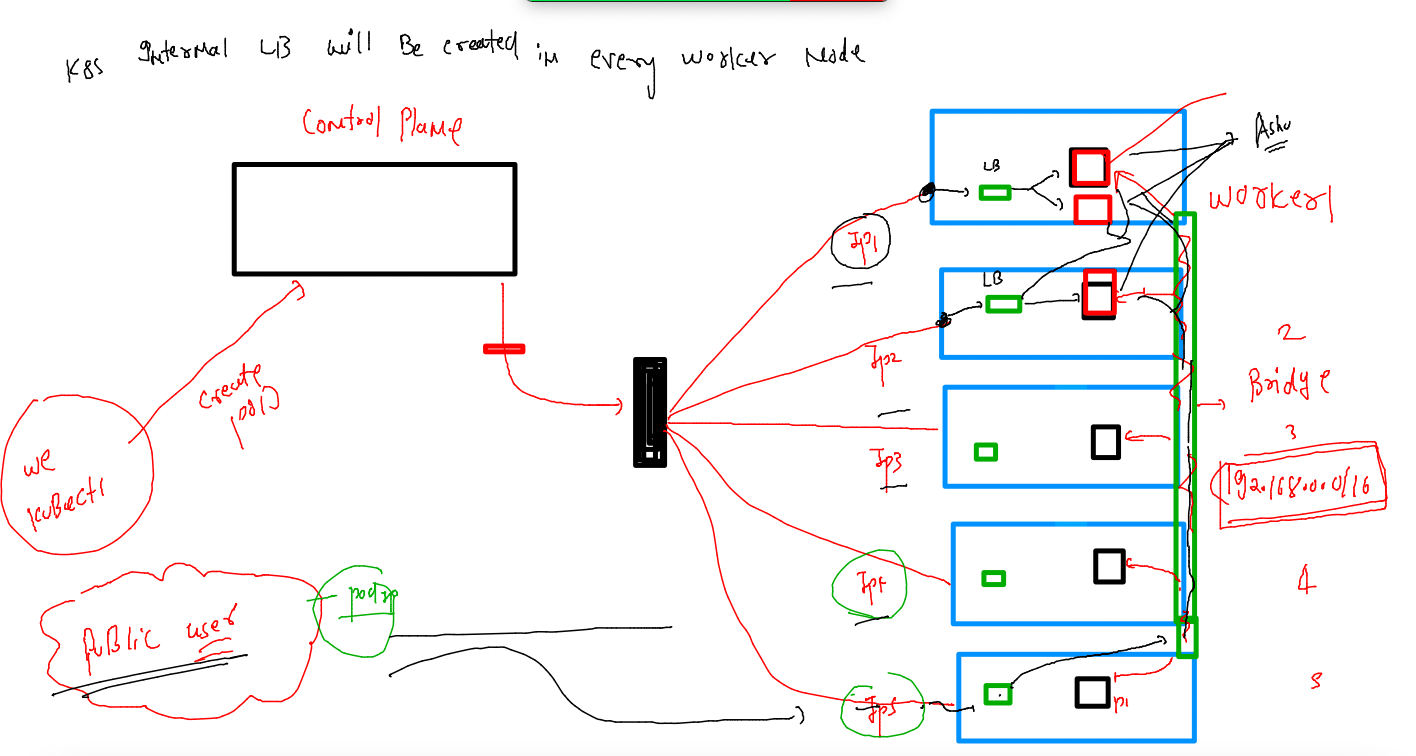 K8s Internal LB will Be created in every worker Node
Control Plane
LB
Ashu
worker1
Ip1
LB
Ip2
2
Bridge
create
pod
3
Ip3
192.168.0.0/16
we
kubectl
Ip4
4
pod Ip
public user
Ip5
p1
5